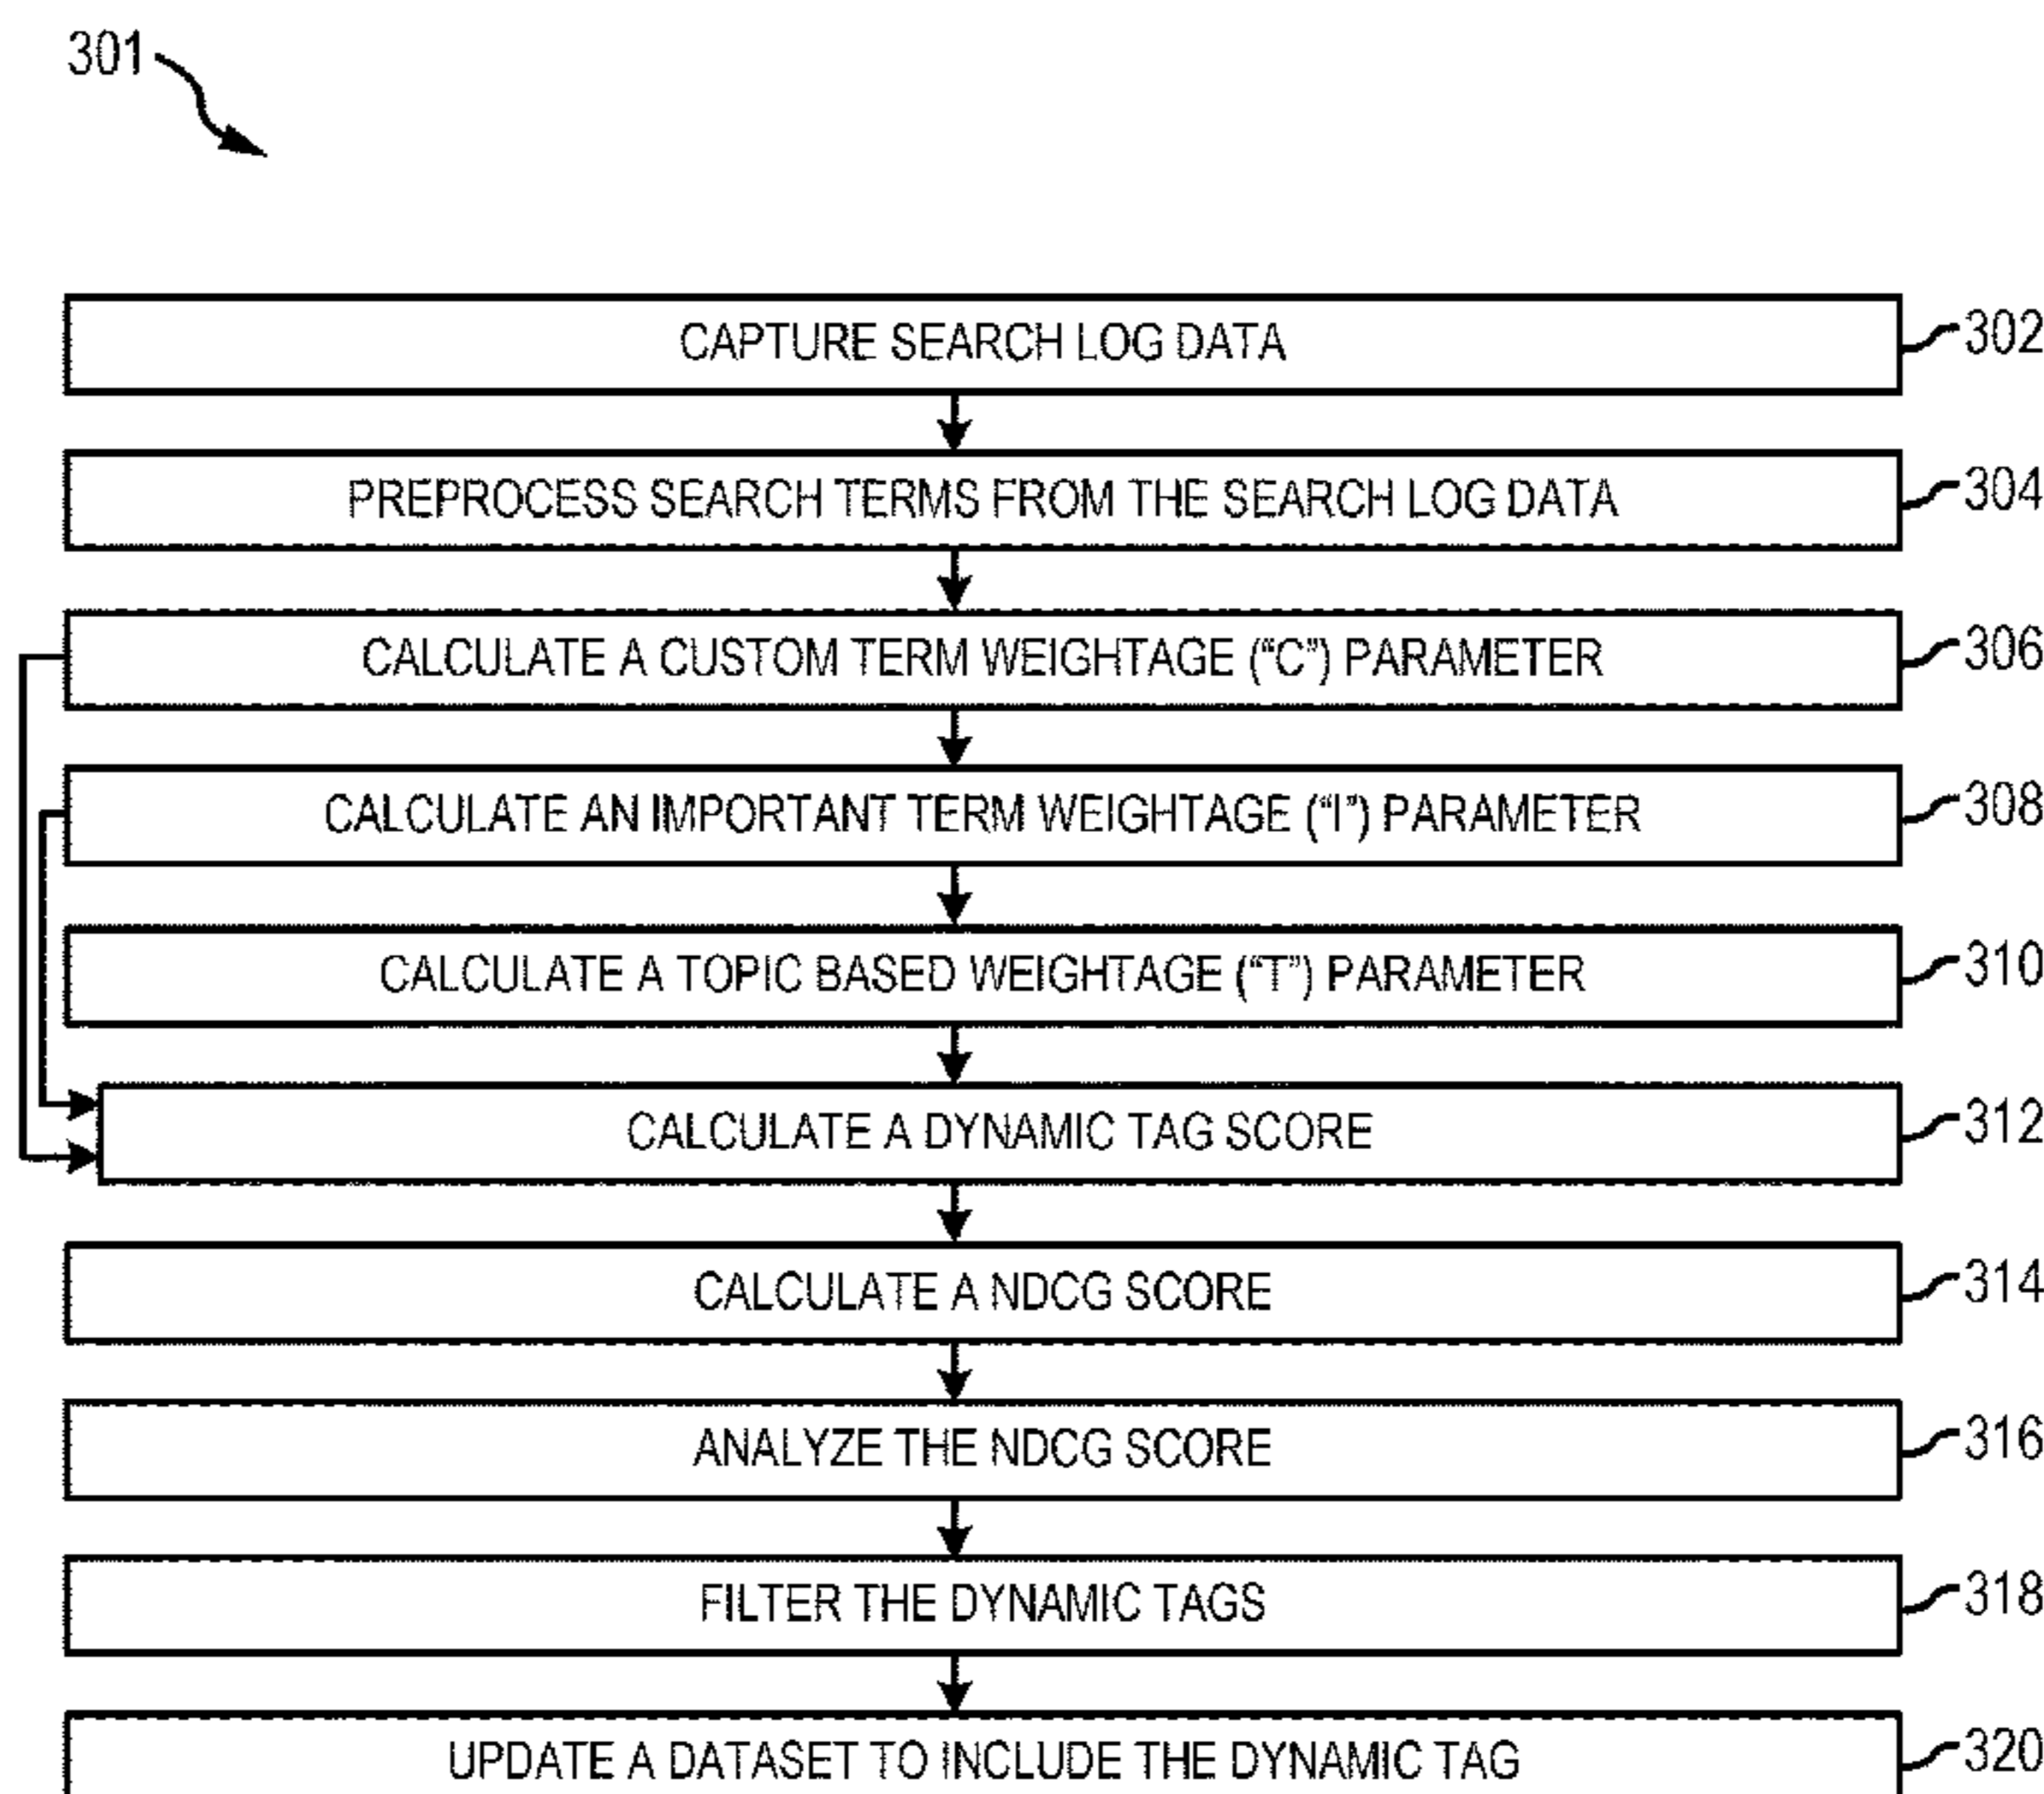 301
CAPTURE SEARCH LOG DATA 302
PREPROCESS SEARCH TERMS FROM THE SEARCH LOG DATA 304
CALCULATE A CUSTOM TERM WEIGHTAGE (“C”) PARAMETER 306
CALCULATE AN IMPORTANT TERM WEIGHTAGE (“I”) PARAMETER 308
CALCULATE A TOPIC BASED WEIGHTAGE (“T”) PARAMETER 310
CALCULATE A DYNAMIC TAG SCORE 312
CALCULATE A NDCG SCORE 314
ANALYZE THE NDCG SCORE 316
FILTER THE DYNAMIC TAGS 318
UPDATE A DATASET TO INCLUDE THE DYNAMIC TAG 320